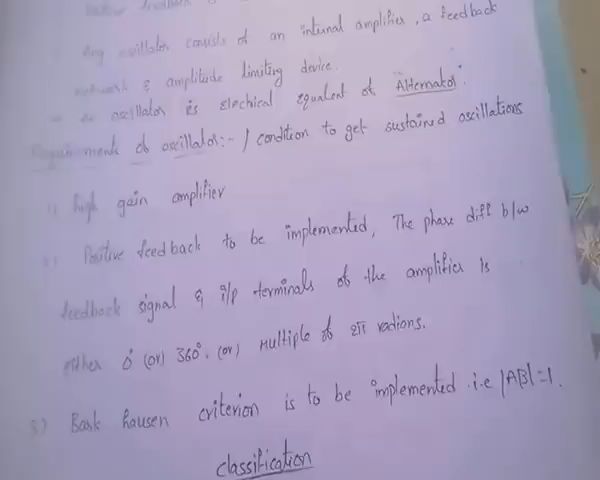 feedback
Any oscillator consists of an internal amplifier, a feedback
network & amplitude limiting device.
oscillator is electrical equalent of Alternator.
Requirements of oscillator:- / condition to get sustained oscillations
1) high gain amplifier
2) Positive feedback to be implemented, The phase diff b/w
feedback signal & i/p terminals of the amplifier is
either 0° (or) 360° . (or) Multiple of 2π radions.
3) Bark hausen criterion is to be implemented . i.e |AB| = 1.
classification